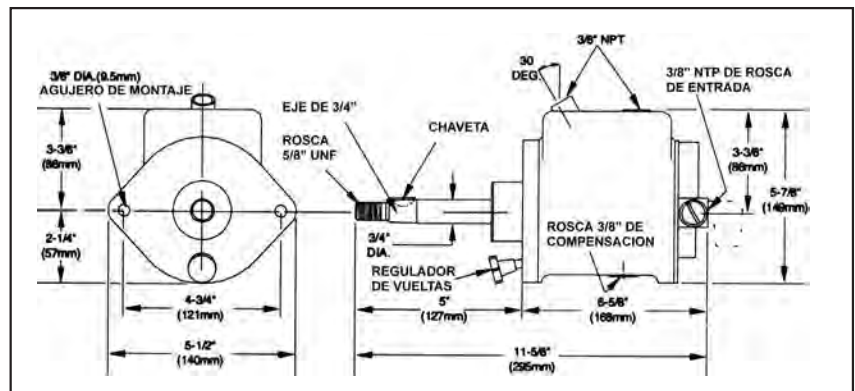 3/8" DIA.(9.5mm)
AGUJERO DE MONTAJE
3-3/8"
(86mm)
2-1/4"
(57mm)
4-3/4"
(121mm)
5-1/2"
(140mm)
EJE DE 3/4"
ROSCA
5/8" UNF
CHAVETA
3/4"
DIA.
REGULADOR
DE VUELTAS
5"
(127mm)
30
DEG.
3/8" NPT
3/8" NTP DE ROSCA
DE ENTRADA
3-3/8"
(86mm)
5-7/8"
(149mm)
ROSCA 3/8" DE
COMPENSACION
6-5/8"
(168mm)
11-5/8"
(295mm)